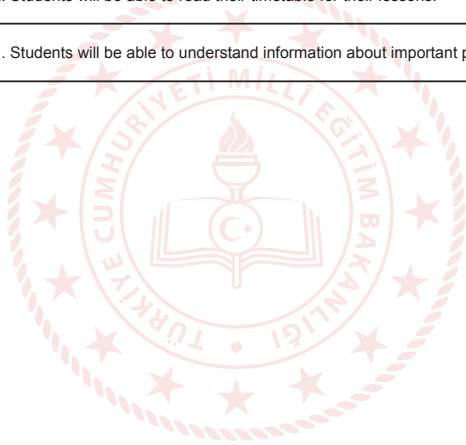 . Students will be able to read their timetable for their lessons.
. Students will be able to understand information about important p
TÜRKİYE CUMHURİYETİ MİLLÎ EĞİTİM BAKANLIĞI